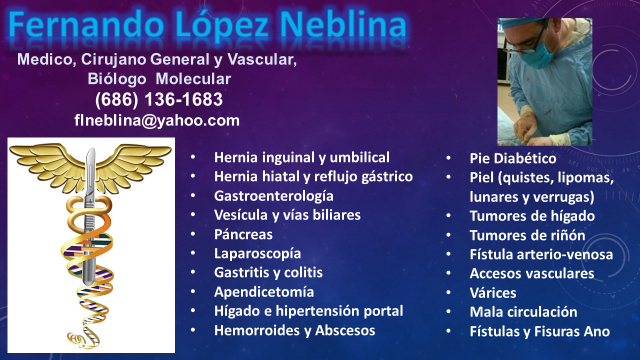 Fernando López Neblina
Medico, Cirujano General y Vascular,
Biólogo Molecular
(686) 136-1683
flneblina@yahoo.com
• Hernia inguinal y umbilical
• Hernia hiatal y reflujo gástrico
• Gastroenterología
• Vesícula y vías biliares
• Páncreas
• Laparoscopía
• Gastritis y colitis
• Apendicetomía
• Hígado e hipertensión portal
• Hemorroides y Abscesos
• Pie Diabético
• Piel (quistes, lipomas,
lunares y verrugas)
• Tumores de hígado
• Tumores de riñón
• Fístula arterio-venosa
• Accesos vasculares
• Várices
• Mala circulación
• Fístulas y Fisuras Ano